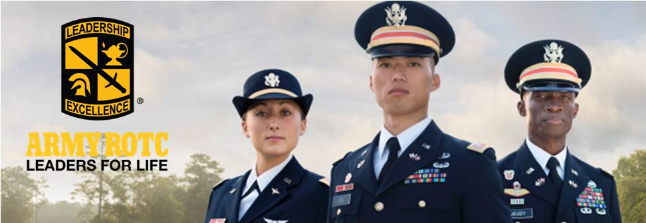 LEADERSHIP
EXCELLENCE
®
ARMY ROTC
LEADERS FOR LIFE